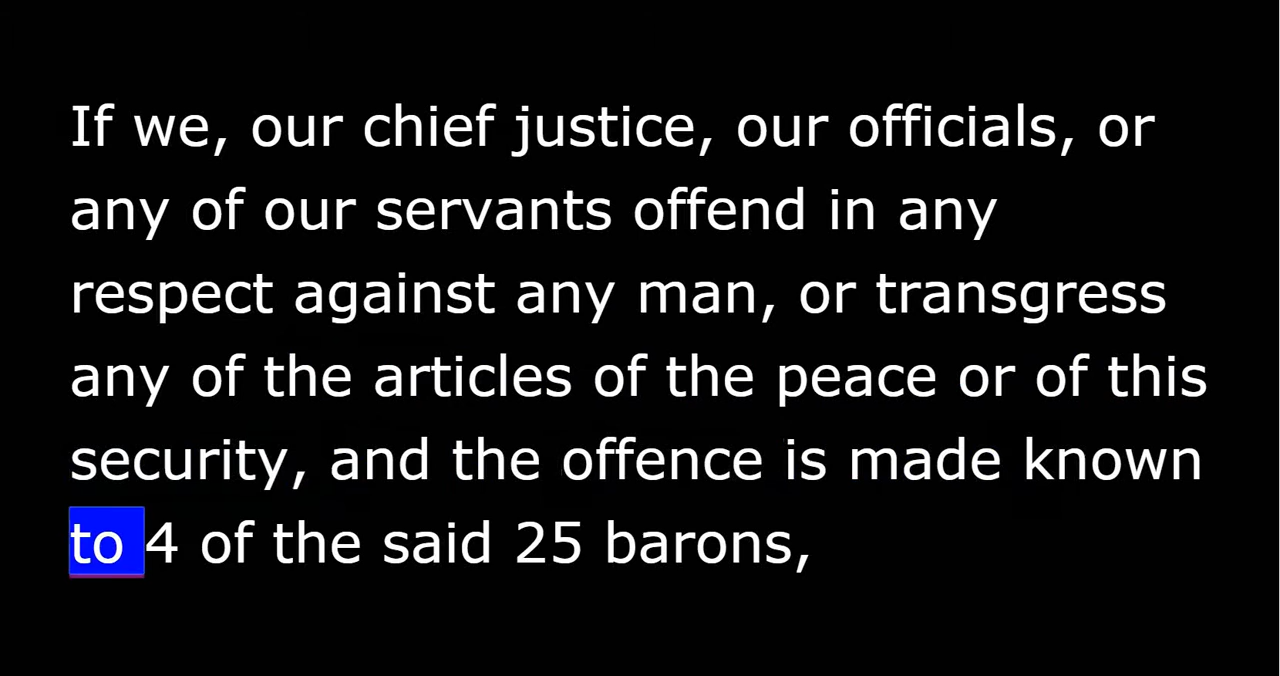 If we, our chief justice, our officials, or
any of our servants offend in any
respect against any man, or transgress
any of the articles of the peace or of this
security, and the offence is made known
to 4 of the said 25 barons,